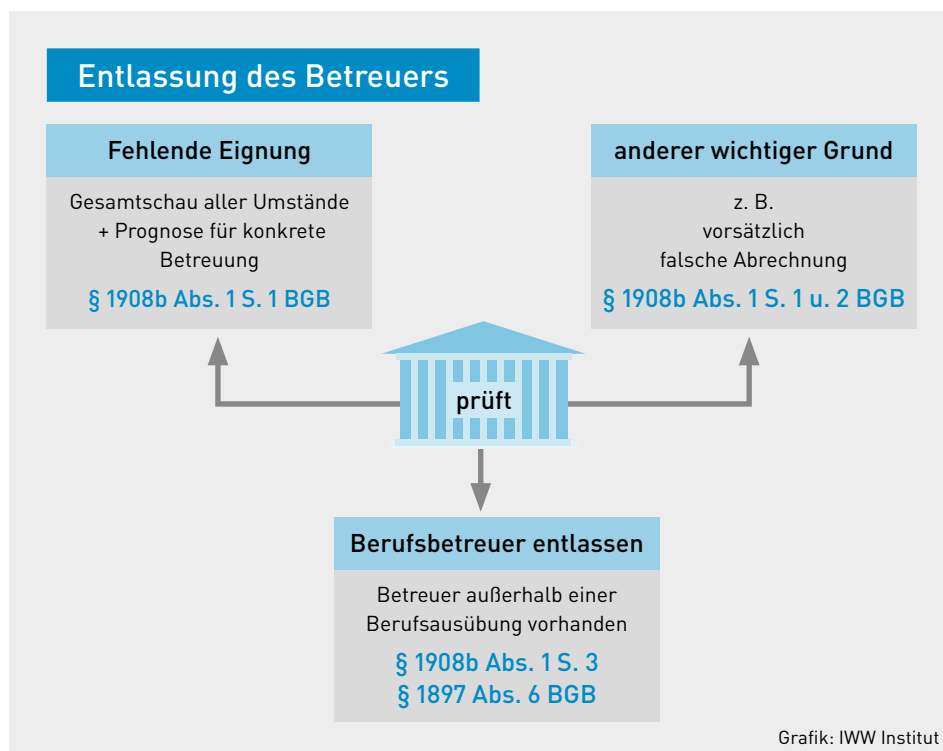 Entlassung des Betreuers
Fehlende Eignung
Gesamtschau aller Umstände
+ Prognose für konkrete
Betreuung
§ 1908b Abs. 1 S. 1 BGB
anderer wichtiger Grund
z. B.
vorsätzlich
falsche Abrechnung
§ 1908b Abs. 1 S. 1 u. 2 BGB
prüft
Berufsbetreuer entlassen
Betreuer außerhalb einer
Berufsausübung vorhanden
§ 1908b Abs. 1 S. 3
§ 1897 Abs. 6 BGB
Grafik: IWW Institut